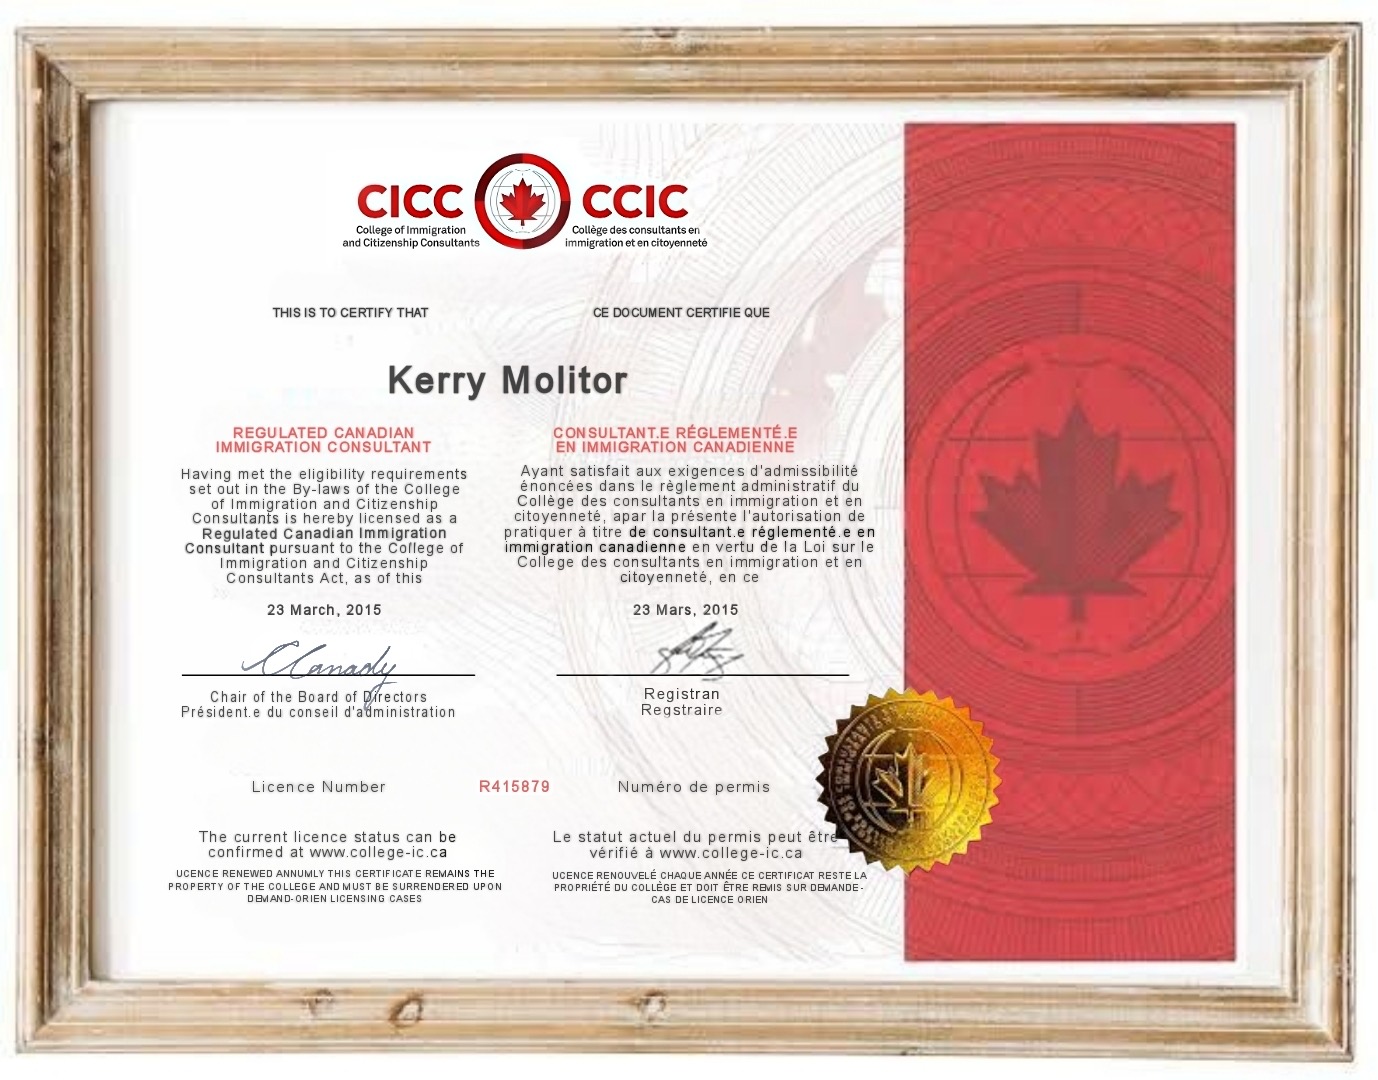 CICC
College of Immigration
and Citizenship Consultants
CCIC
Collège des consultants en
immigration et en citoyenneté
THIS IS TO CERTIFY THAT
CE DOCUMENT CERTIFIE QUE
Kerry Molitor
REGULATED CANADIAN
IMMIGRATION CONSULTANT
Having met the eligibility requirements
set out in the By-laws of the College
of Immigration and Citizenship
Consultants is hereby licensed as a
Regulated Canadian Immigration
Consultant pursuant to the College of
Immigration and Citizenship
Consultants Act, as of this
23 March, 2015
CONSULTANT.E RÉGLEMENTÉ.E
EN IMMIGRATION CANADIENNE
Ayant satisfait aux exigences d'admissibilité
énoncées dans le règlement administratif du
Collège des consultants en immigration et en
citoyenneté, apar la présente l'autorisation de
pratiquer à titre de consultant.e réglementé.e en
immigration canadienne en vertu de la Loi sur le
College des consultants en immigration et en
citoyenneté, en ce
23 Mars, 2015
Chair of the Board of Directors
Président.e du conseil d'administration
Registran
Regstraire
Licence Number
R415879
Numéro de permis
The current licence status can be
confirmed at www.college-ic.ca
UCENCE RENEWED ANNUMLY THIS CERTIFICATE REMAINS THE
PROPERTY OF THE COLLEGE AND MUST BE SURRENDERED UPON
DEMAND-ORIEN LICENSING CASES
Le statut actuel du permis peut être
vérifié à www.college-ic.ca
UCENCE RENOUVELÉ CHAQUE ANNÉE CE CERTIFICAT RESTE LA
PROPRIÉTÉ DU COLLÈGE ET DOIT ÊTRE REMIS SUR DEMANDE-
CAS DE LICENCE ORIEN